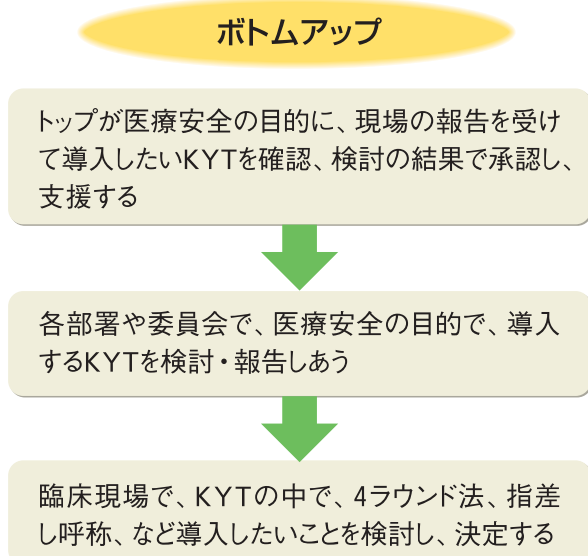 ボトムアップ
トップが医療安全の目的に、現場の報告を受け
て導入したいKYTを確認、検討の結果で承認し、
支援する
各部署や委員会で、医療安全の目的で、導入
するKYTを検討・報告しあう
臨床現場で、KYTの中で、4ラウンド法、指差
し呼称、など導入したいことを検討し、決定する